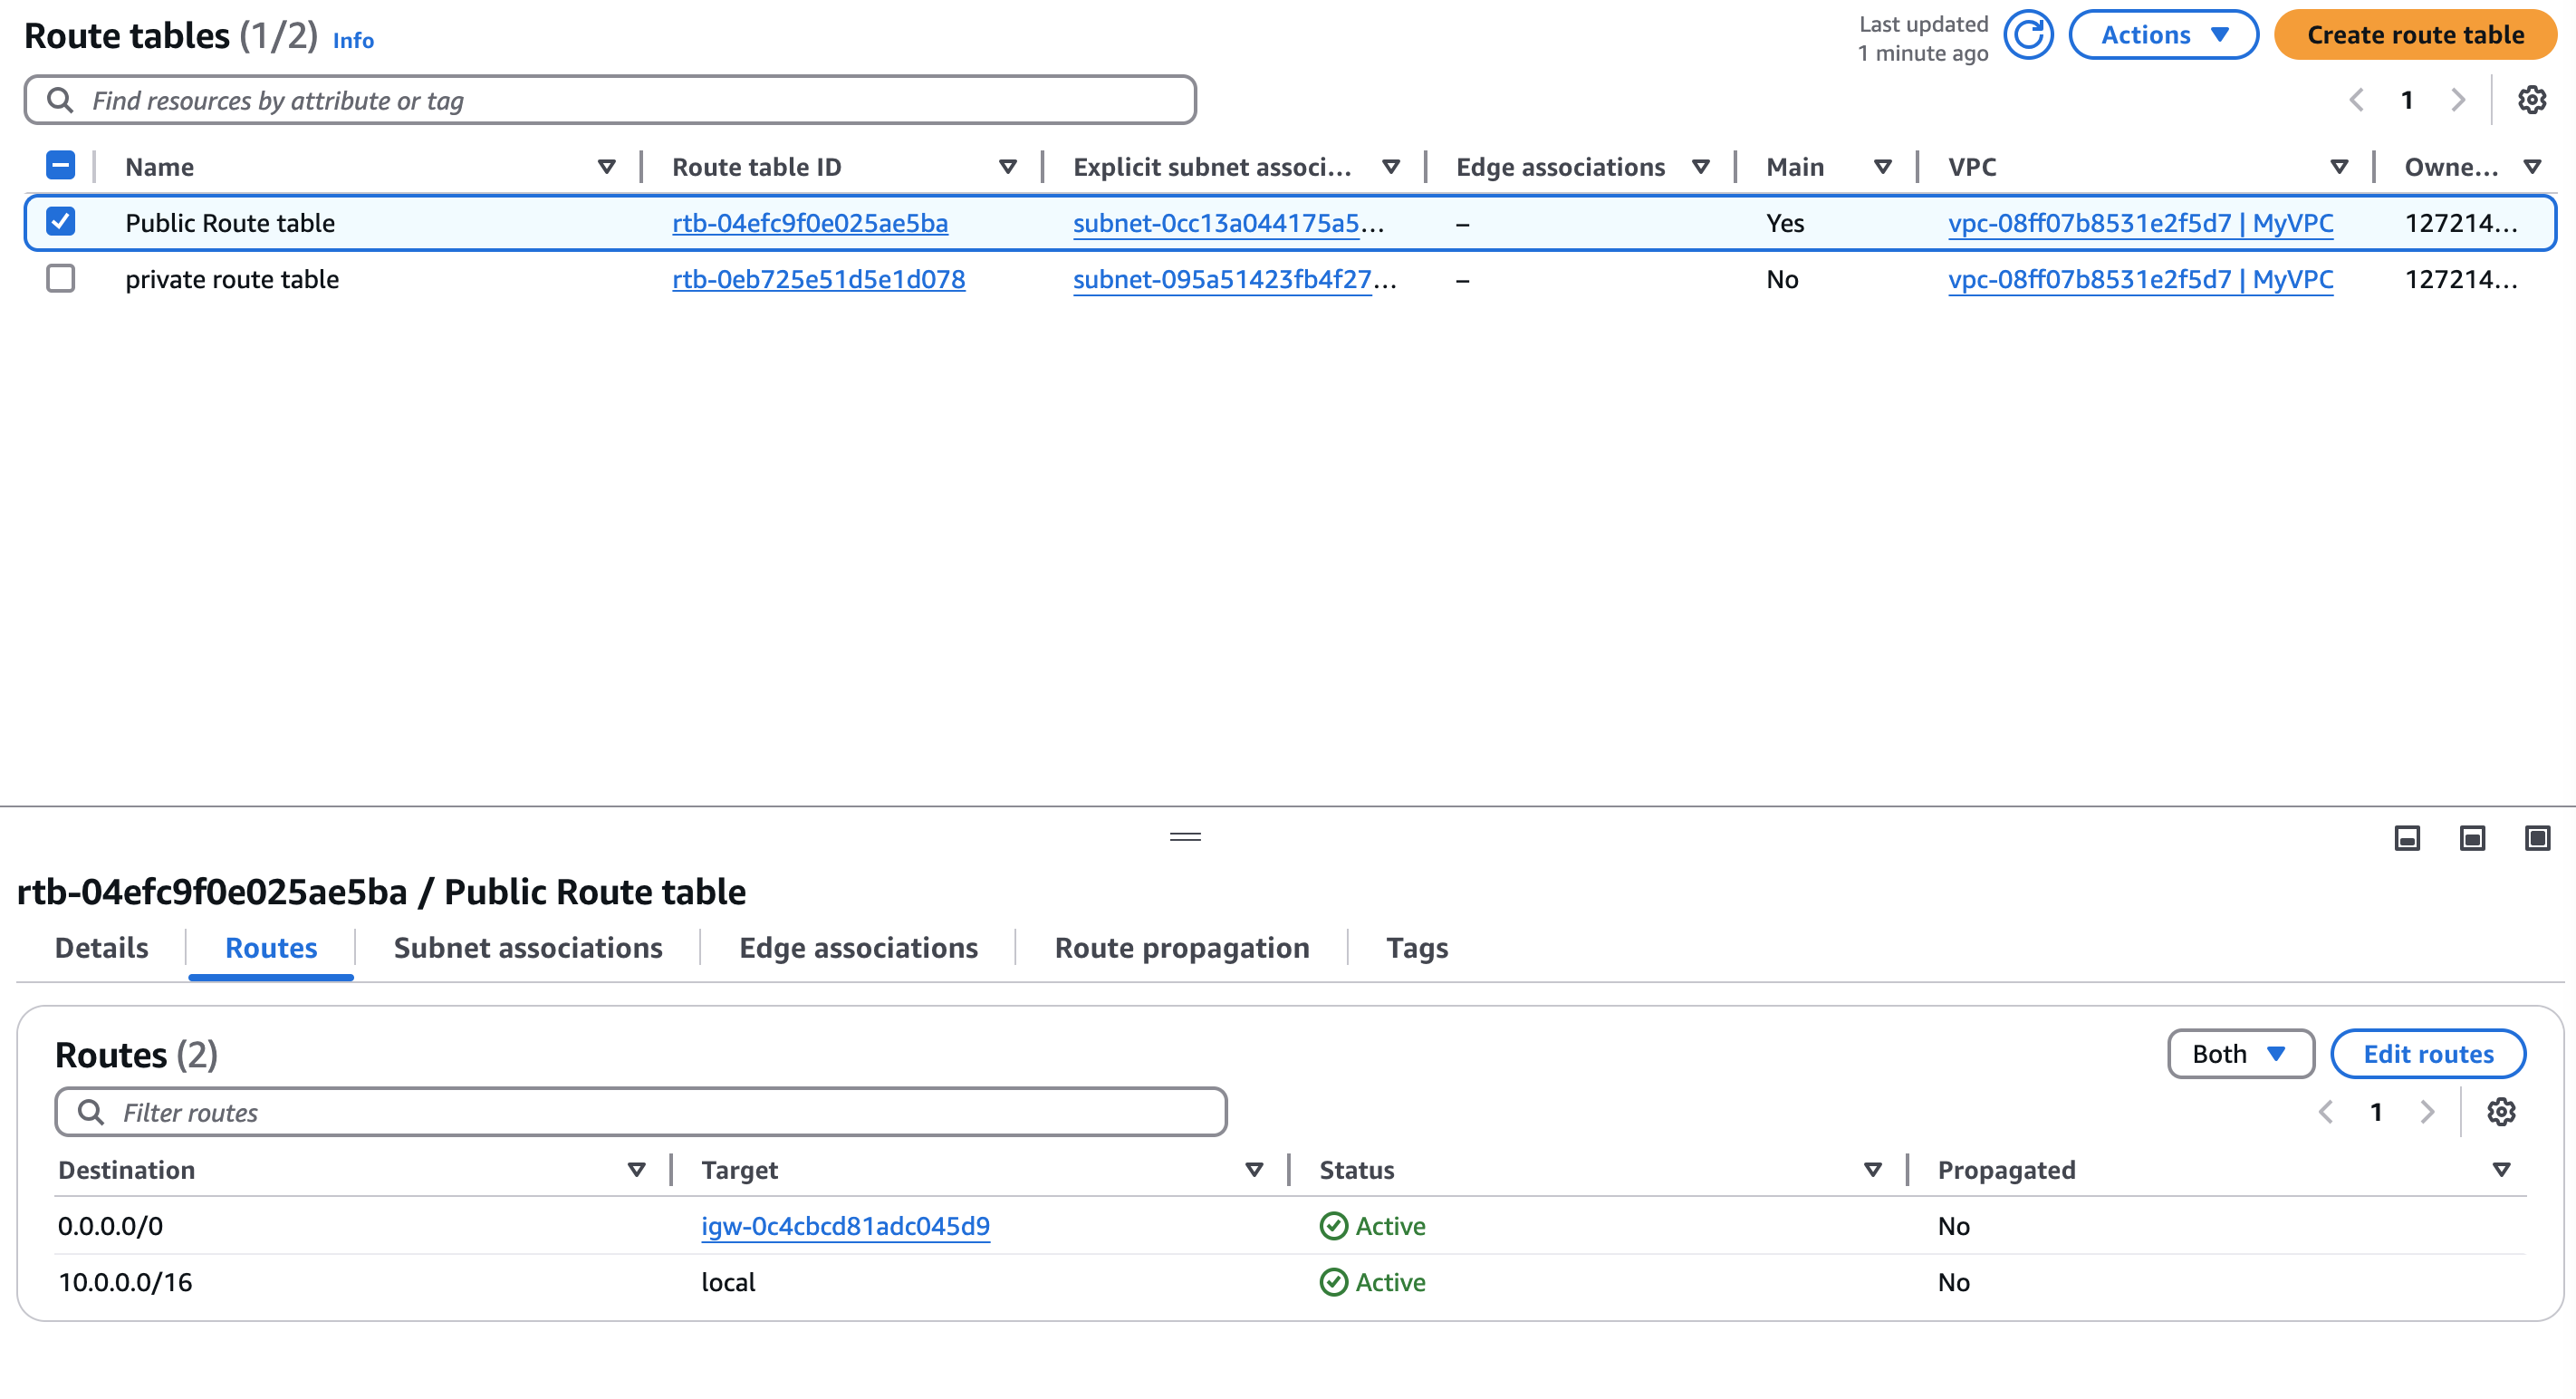 Route tables (1/2) Info
Last updated
1 minute ago
Actions
Create route table
Find resources by attribute or tag
1
Name Route table ID Explicit subnet associ... Edge associations Main VPC Owne...
Public Route table rtb-04efc9f0e025ae5ba subnet-0cc13a044175a5... – Yes vpc-08ff07b8531e2f5d7 | MyVPC 127214...
private route table rtb-0eb725e51d5e1d078 subnet-095a51423fb4f27... – No vpc-08ff07b8531e2f5d7 | MyVPC 127214...
rtb-04efc9f0e025ae5ba / Public Route table
Details Routes Subnet associations Edge associations Route propagation Tags
Routes (2)
Both
Edit routes
Filter routes
1
Destination Target Status Propagated
0.0.0.0/0 igw-0c4cbcd81adc045d9 Active No
10.0.0.0/16 local Active No